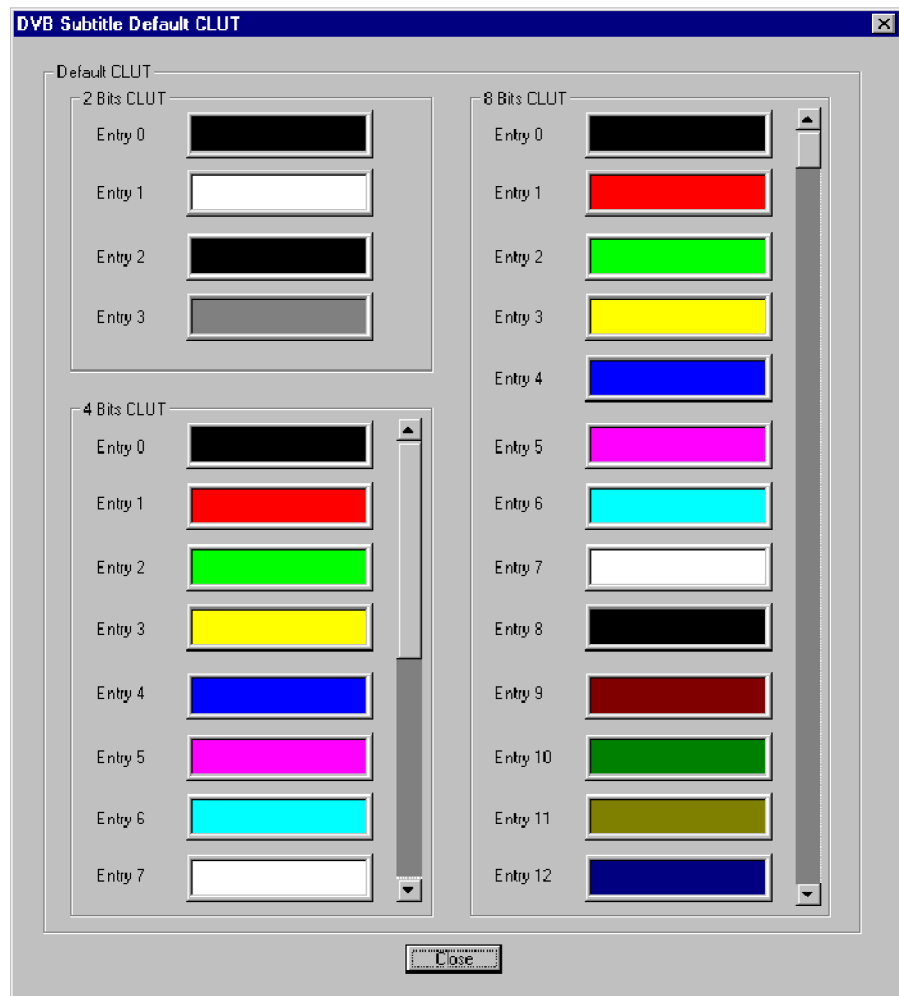 DVB Subtitle Default CLUT
Default CLUT
2 Bits CLUT
Entry 0
Entry 1
Entry 2
Entry 3
4 Bits CLUT
Entry 0
Entry 1
Entry 2
Entry 3
Entry 4
Entry 5
Entry 6
Entry 7
8 Bits CLUT
Entry 0
Entry 1
Entry 2
Entry 3
Entry 4
Entry 5
Entry 6
Entry 7
Entry 8
Entry 9
Entry 10
Entry 11
Entry 12
Close